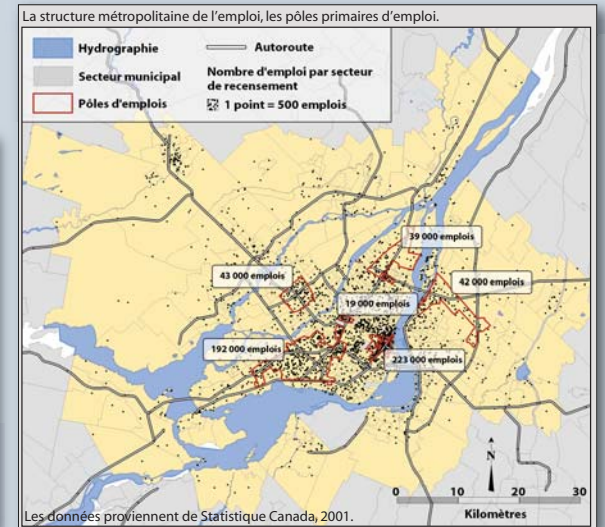 La structure métropolitaine de l'emploi, les pôles primaires d'emploi.
Hydrographie
Secteur municipal
Pôles d'emplois
Autoroute
Nombre d'emploi par secteur
de recensement
1 point = 500 emplois
39 000 emplois
43 000 emplois
42 000 emplois
19 000 emplois
192 000 emplois
223 000 emplois
N
0 10 20 30
Kilomètres
Les données proviennent de Statistique Canada, 2001.